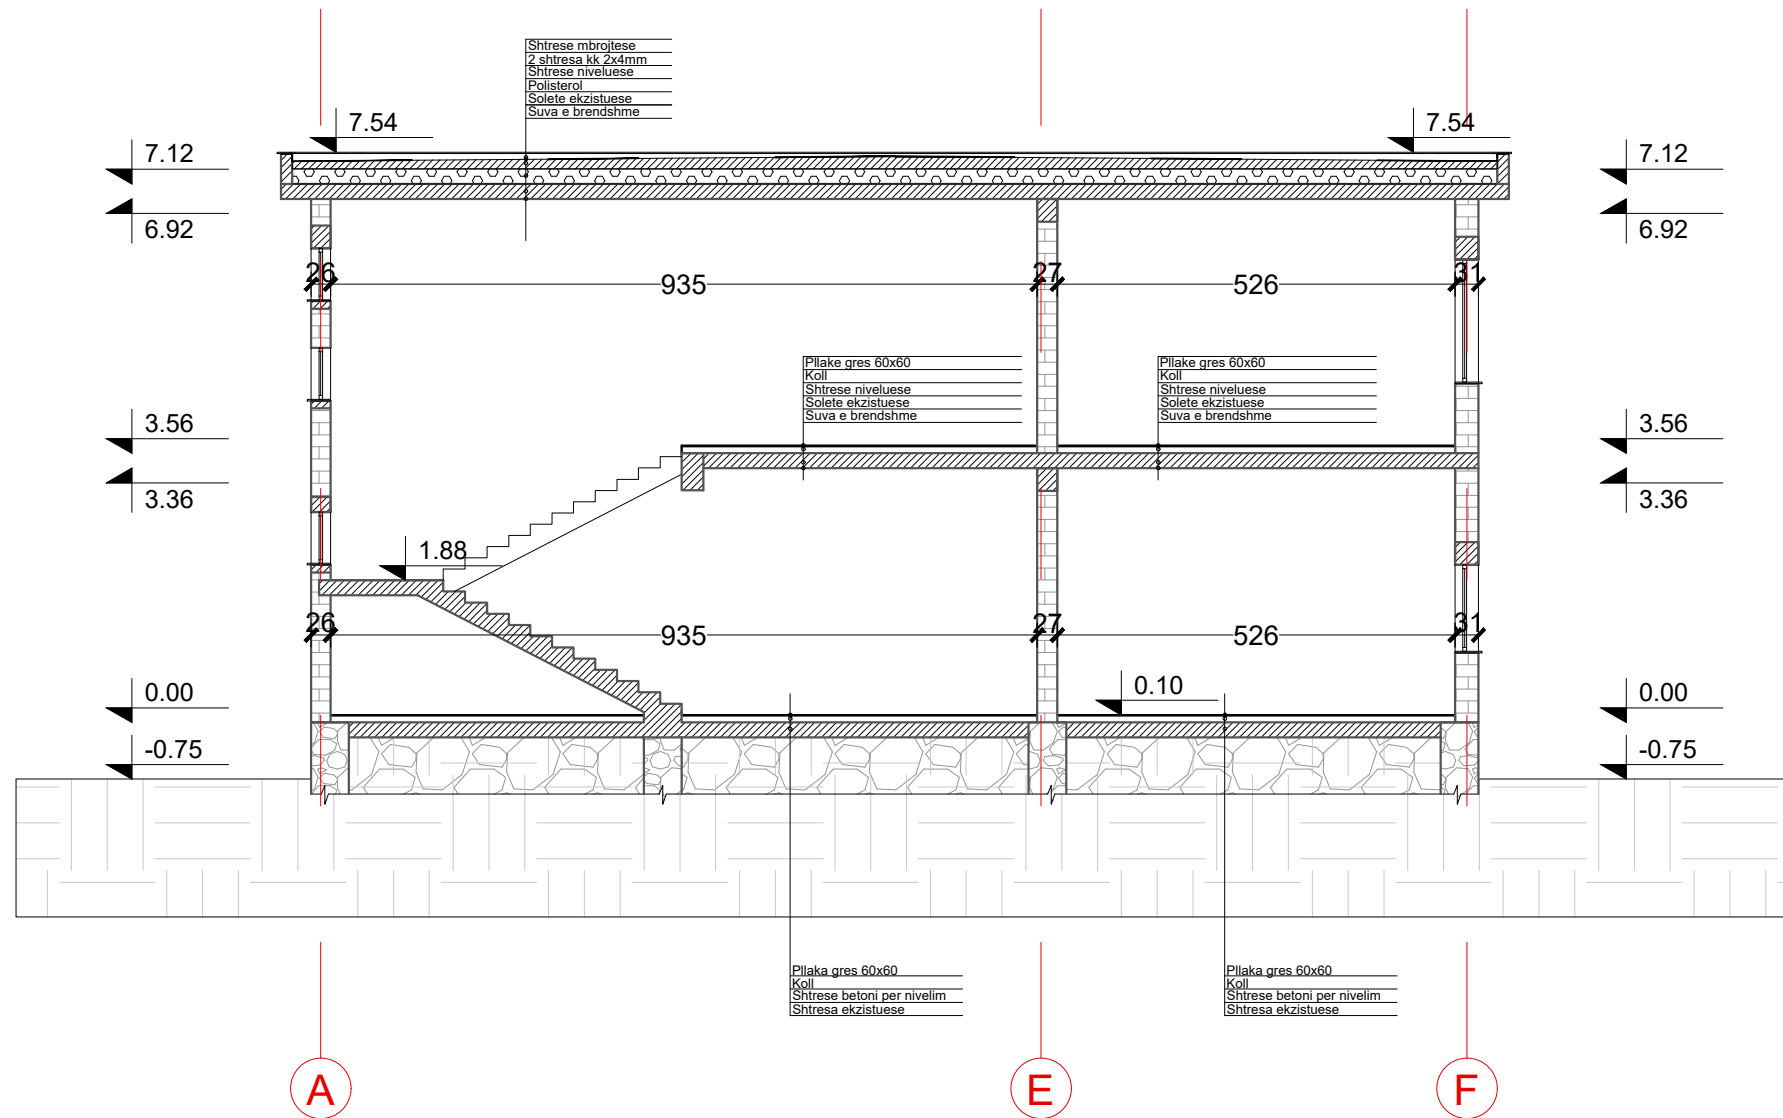 Shtrese mbrojtese
2 shtresa kk 2x4mm
Shtrese niveluese
Polisterol
Solete ekzistuese
Suva e brendshme
7.54
7.54
7.12
7.12
6.92
6.92
26
935
27
526
31
Pllake gres 60x60
Koll
Shtrese niveluese
Solete ekzistuese
Suva e brendshme
Pllake gres 60x60
Koll
Shtrese niveluese
Solete ekzistuese
Suva e brendshme
3.56
3.56
3.36
3.36
1.88
26
935
27
526
31
0.00
0.10
0.00
-0.75
-0.75
Pllaka gres 60x60
Koll
Shtrese betoni per nivelim
Shtresa ekzistuese
Pllaka gres 60x60
Koll
Shtrese betoni per nivelim
Shtresa ekzistuese
A
E
F